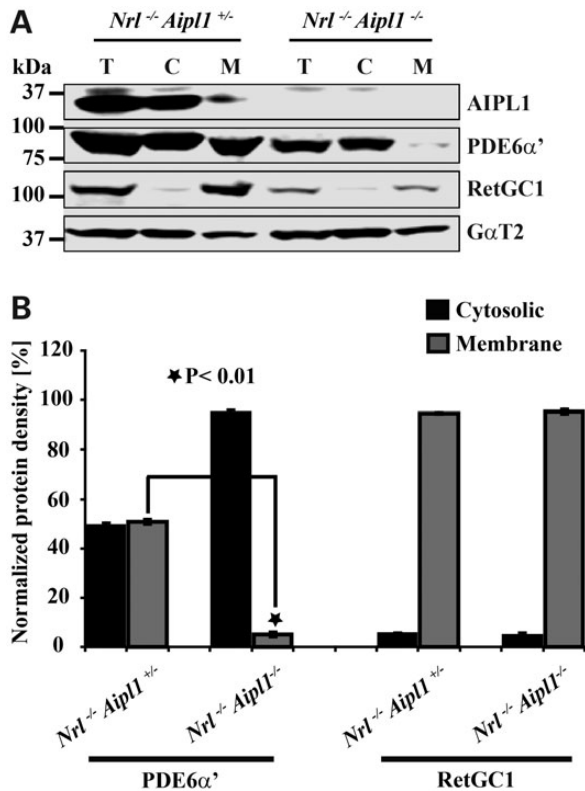 A
Nrl -/- Aipl1 +/- Nrl -/- Aipl1 -/-
kDa T C M T C M
37 AIPL1
100 PDE6α’
75
100 RetGC1
37 GαT2
B
Cytosolic
Membrane
★ P< 0.01
Normalized protein density [%]
120
100
80
60
40
20
0
★
Nrl -/- Aipl1 +/- Nrl -/- Aipl1 -/- Nrl -/- Aipl1 +/- Nrl -/- Aipl1 -/-
PDE6α’ RetGC1